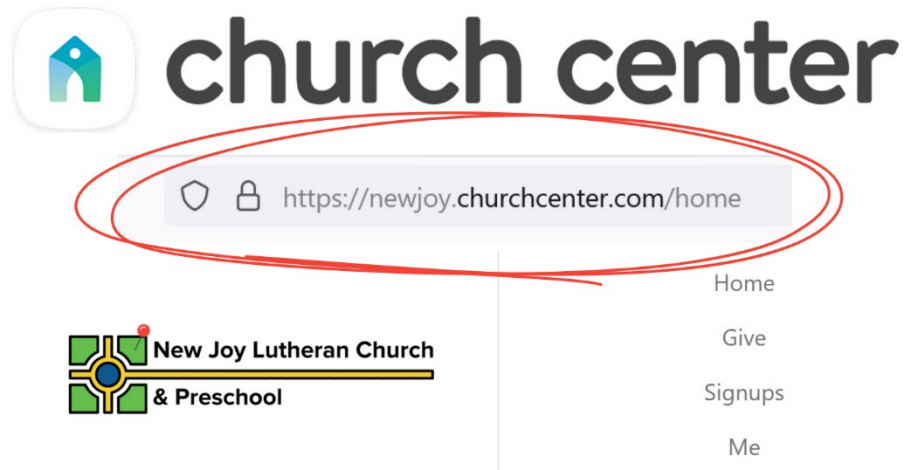 church center
https://newjoy.churchcenter.com/home
New Joy Lutheran Church
& Preschool
Home
Give
Signups
Me